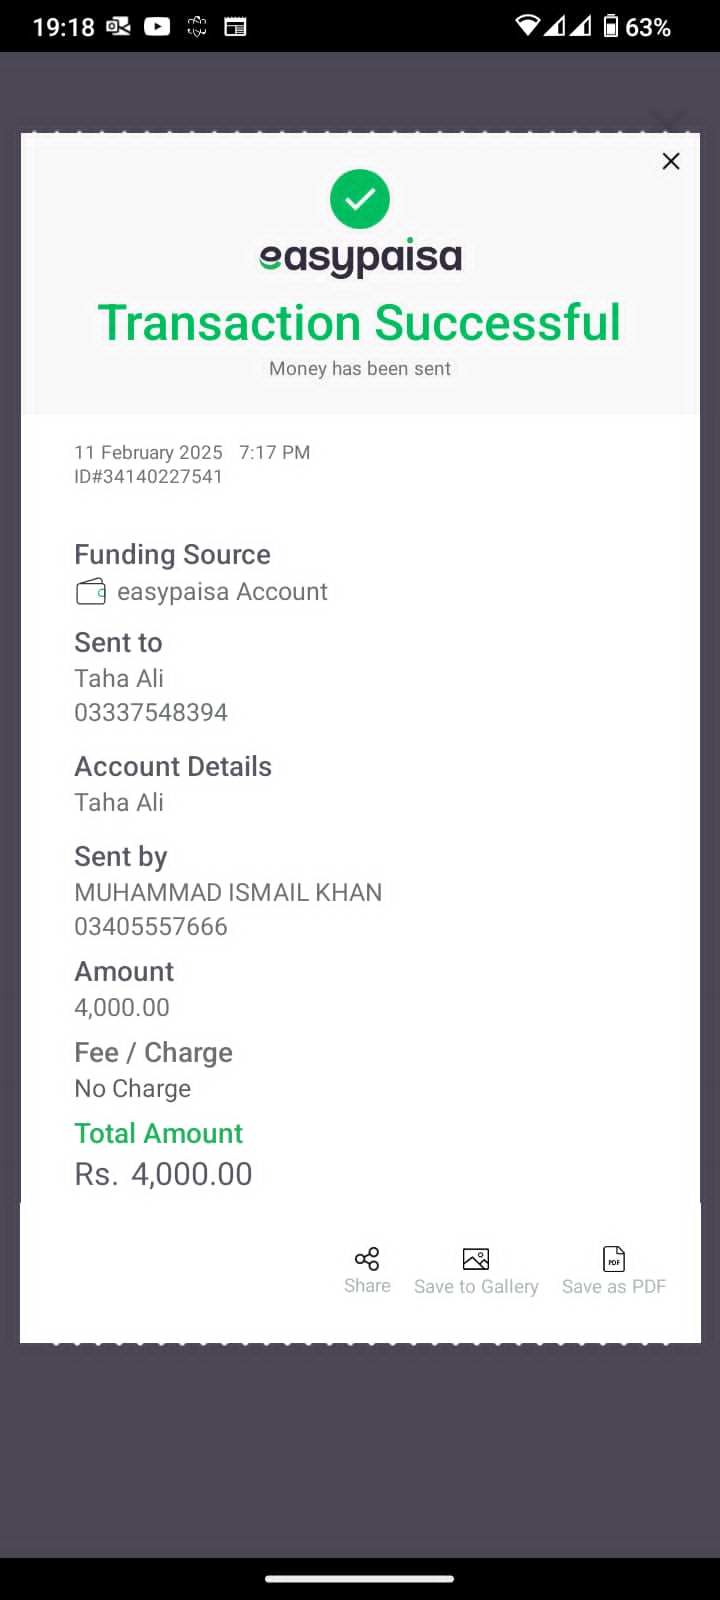 19:18 63%
easypaisa
Transaction Successful
Money has been sent
11 February 2025 7:17 PM
ID#34140227541
Funding Source
easypaisa Account
Sent to
Taha Ali
03337548394
Account Details
Taha Ali
Sent by
MUHAMMAD ISMAIL KHAN
03405557666
Amount
4,000.00
Fee / Charge
No Charge
Total Amount
Rs. 4,000.00
PDF
Share Save to Gallery Save as PDF